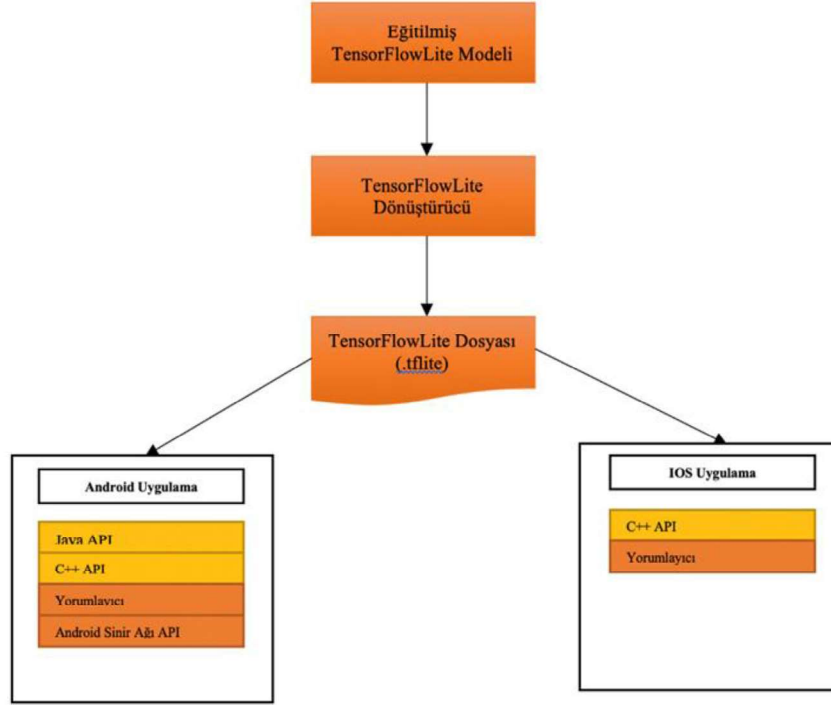 Eğitilmiş
TensorFlowLite Modeli
TensorFlowLite
Dönüştürücü
TensorFlowLite Dosyası
(.tflite)
Android Uygulama
Java API
C++ API
Yorumlayıcı
Android Sinir Ağı API
IOS Uygulama
C++ API
Yorumlayıcı